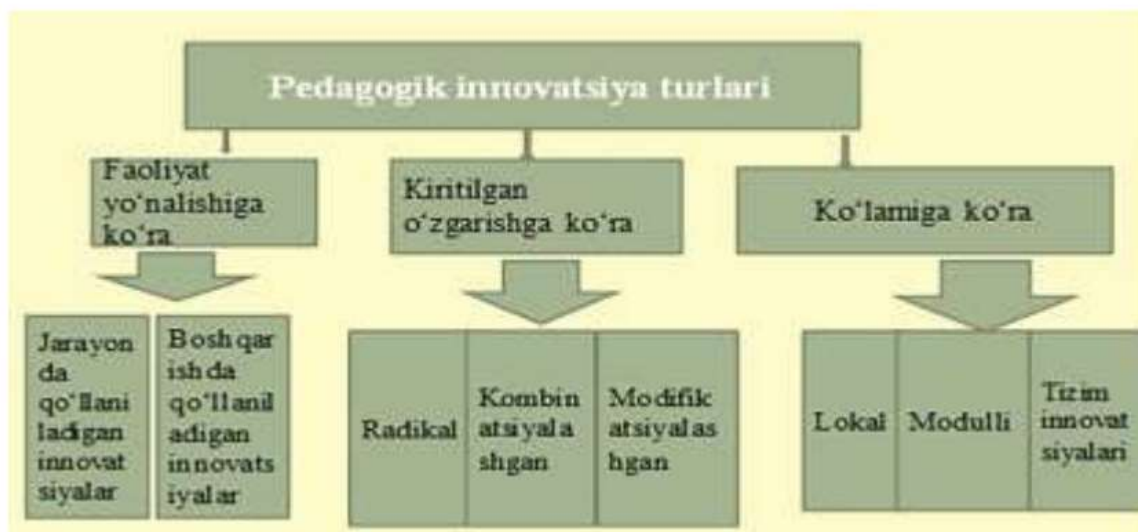 Pedagogik innovatsiya turlari
Faoliyat
yo‘nalishiga
ko‘ra
Kiritilgan
o‘zgarishga ko‘ra
Ko‘lamiga ko‘ra
Jarayon
da
qo‘llani
ladigan
innovat
siyalar
Boshqar
ishda
qo‘llanil
adigan
innovats
iyalar
Radikal
Kombin
atsiyala
shgan
Modifik
atsiyalas
hgan
Lokal
Modulli
Tizim
innovat
siyalari